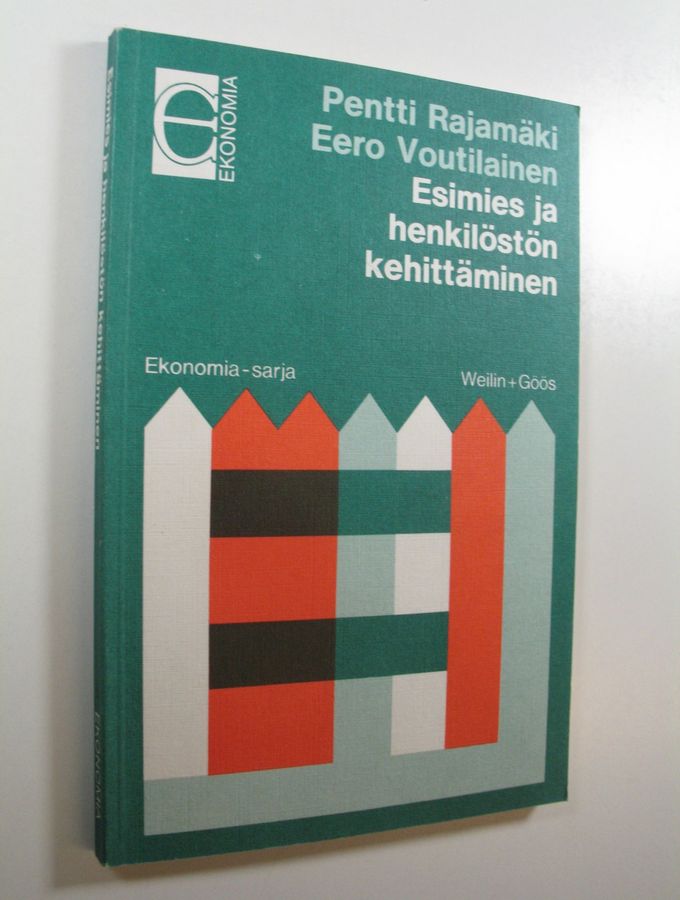 EKONOMIA
Pentti Rajamäki
Eero Voutilainen
Esimies ja
henkilöstön
kehittäminen
Ekonomia-sarja
Weilin+Göös
Esimies ja henkilöstön kehittäminen
EKONOMIA